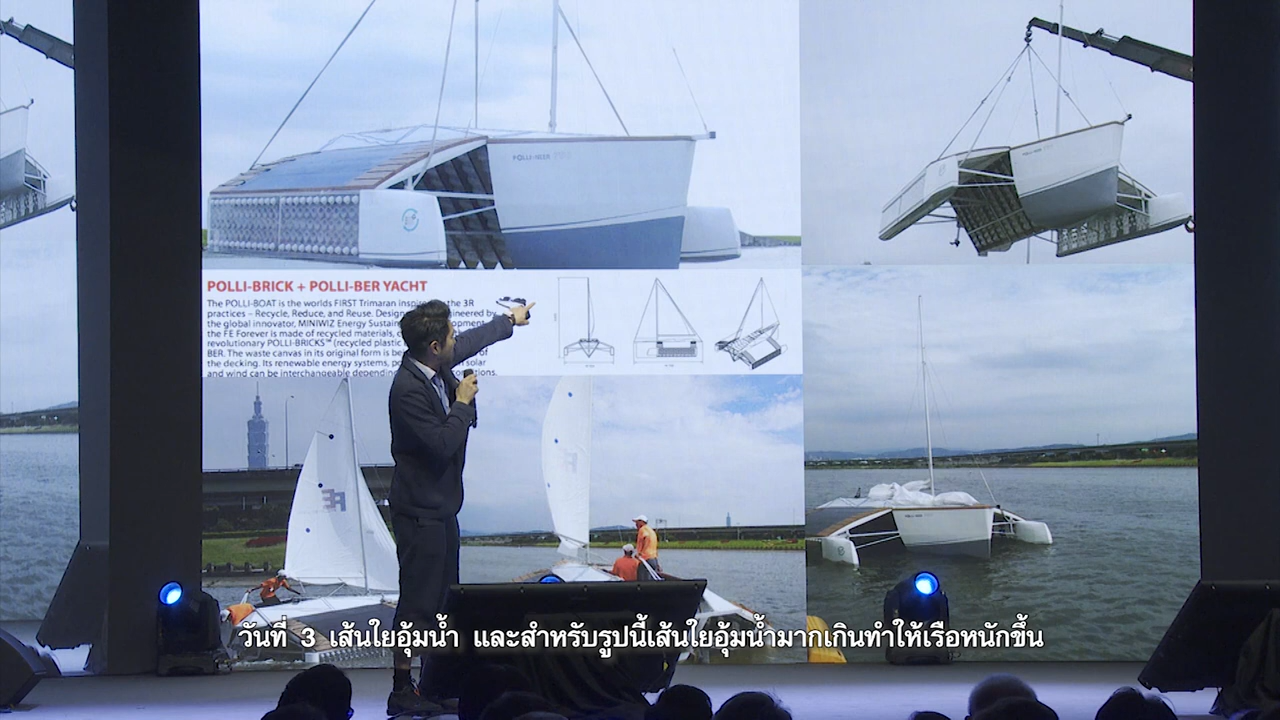 POLLI-BEER
POLLI-BRICK + POLLI-BER YACHT
The POLLI-BOAT is the worlds FIRST Trimaran the 3R
practices – Recycle, Reduce, and Reuse. by
the global innovator, MINIWIZ Energy
the FE Forever is made of recycled materials,
revolutionary POLLI-BRICKS™ (recycled plastic
BER. The waste canvas in its original form is of
the decking. Its renewable energy systems, solar
and wind can be interchangeable
FE
วันที่ 3 เส้นใยอุ้มน้ำ และสำหรับรูปนี้เส้นใยอุ้มน้ำมากเกินทำให้เรือหนักขึ้น